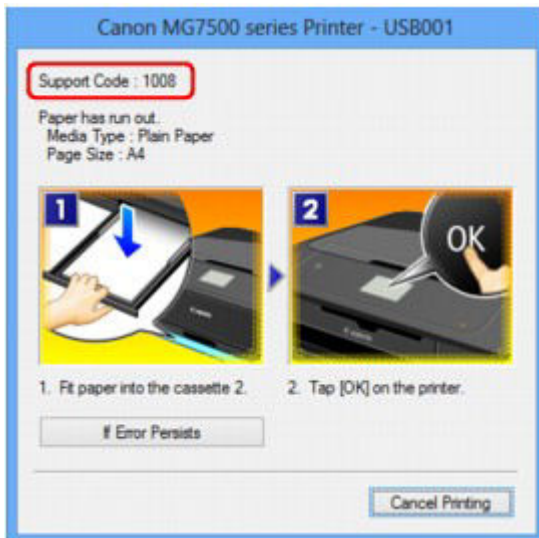 Canon MG7500 series Printer - USB001
Support Code : 1008
Paper has run out.
Media Type : Plain Paper
Page Size : A4
1
2
OK
Canon
Canon
1. Fit paper into the cassette 2.
2. Tap [OK] on the printer.
If Error Persists
Cancel Printing